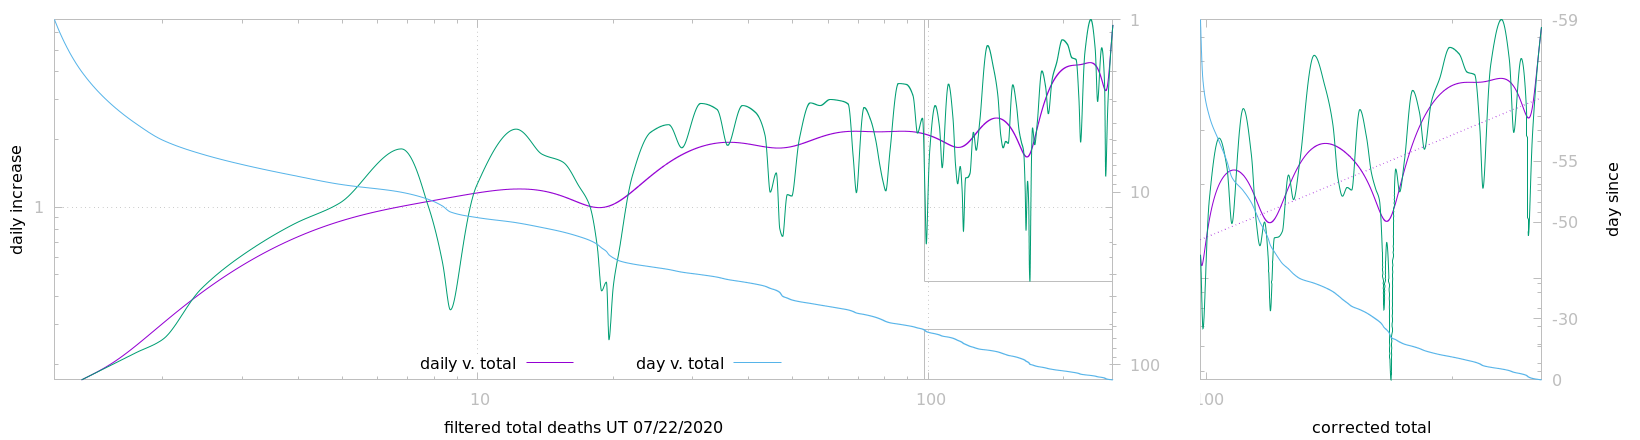 daily increase
1
daily v. total
day v. total
10
100
filtered total deaths UT 07/22/2020
1
10
100
-59
-55
-50
-30
0
day since
.00
corrected total